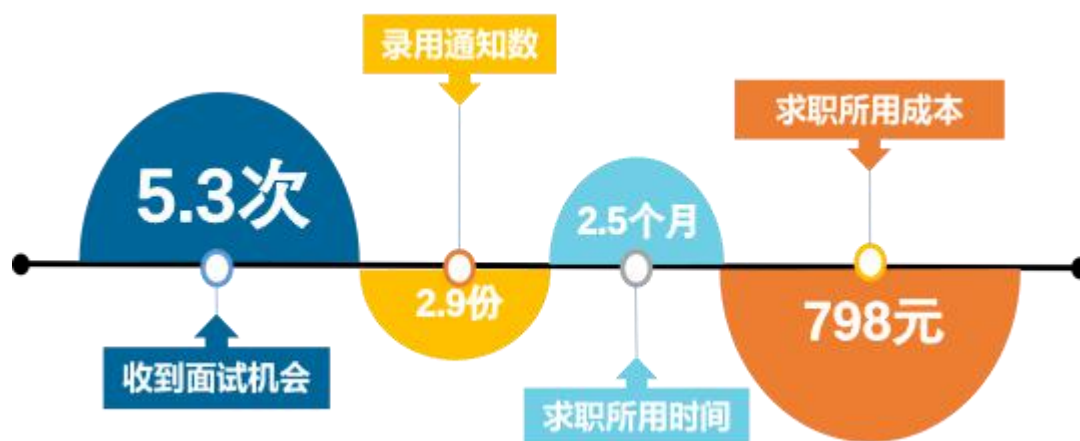 录用通知数
求职所用成本
5.3次
2.5个月
2.9份
798元
收到面试机会
求职所用时间